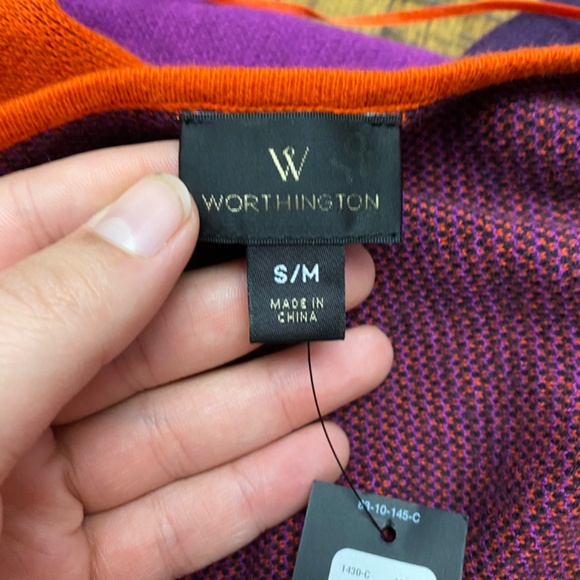 W
WORTHINGTON
S/M
MADE IN
CHINA
-10-145-C
1430-C